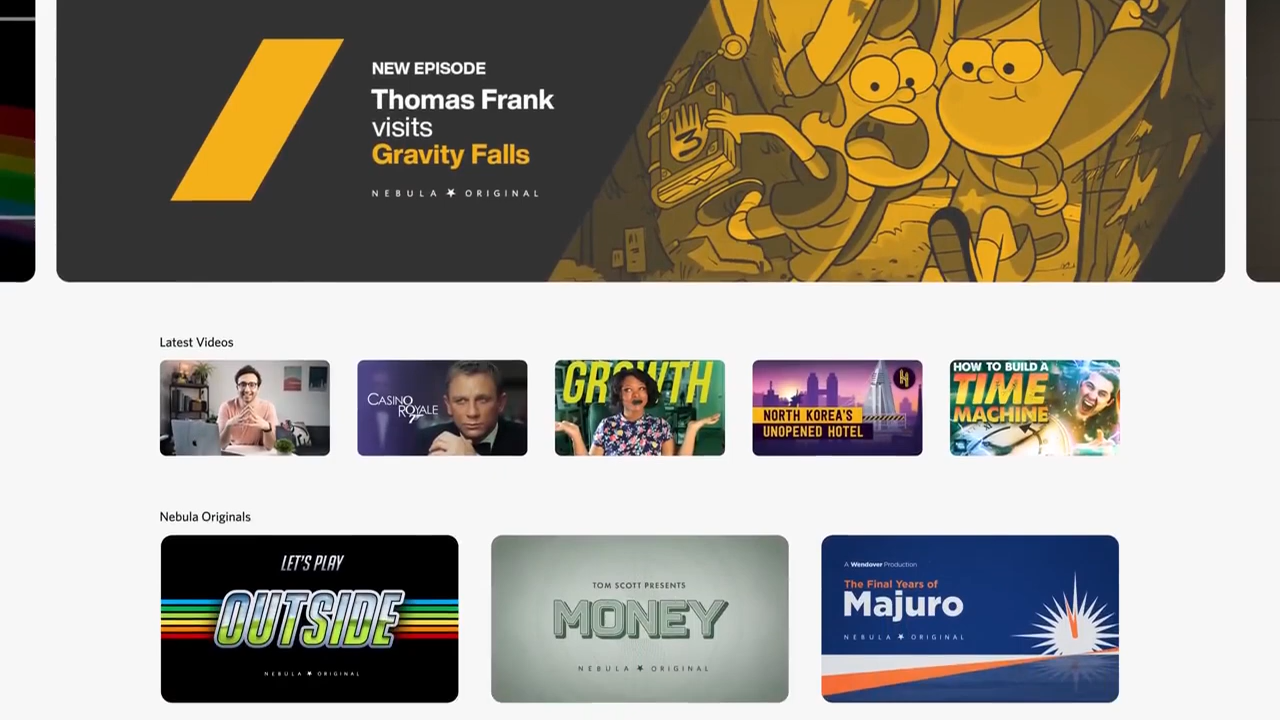 NEW EPISODE
Thomas Frank
visits
Gravity Falls
NEBULA ORIGINAL
3
Latest Videos
CASINO
ROYALE
007
GROWTH
H
NORTH KOREA'S
UNOPENED HOTEL
HOW TO BUILD A
TIME
MACHINE
Nebula Originals
LET'S PLAY
OUTSIDE
NEBULA ORIGINAL
TOM SCOTT PRESENTS
MONEY
NEBULA ORIGINAL
A Wendover Production
The Final Years of
Majuro
NEBULA ORIGINAL